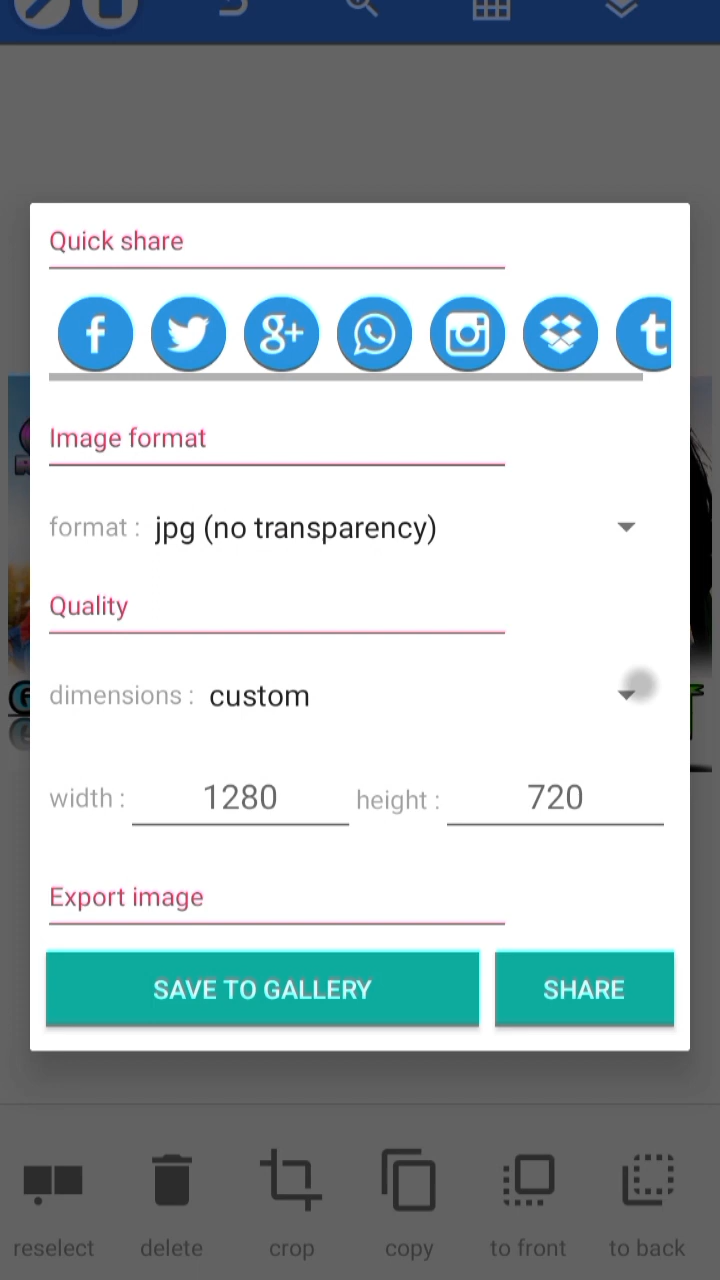 Quick share
f g+ t
Image format
format : jpg (no transparency)
Quality
dimensions : custom
width : 1280 height : 720
Export image
SAVE TO GALLERY SHARE
reselect delete crop copy to front to back